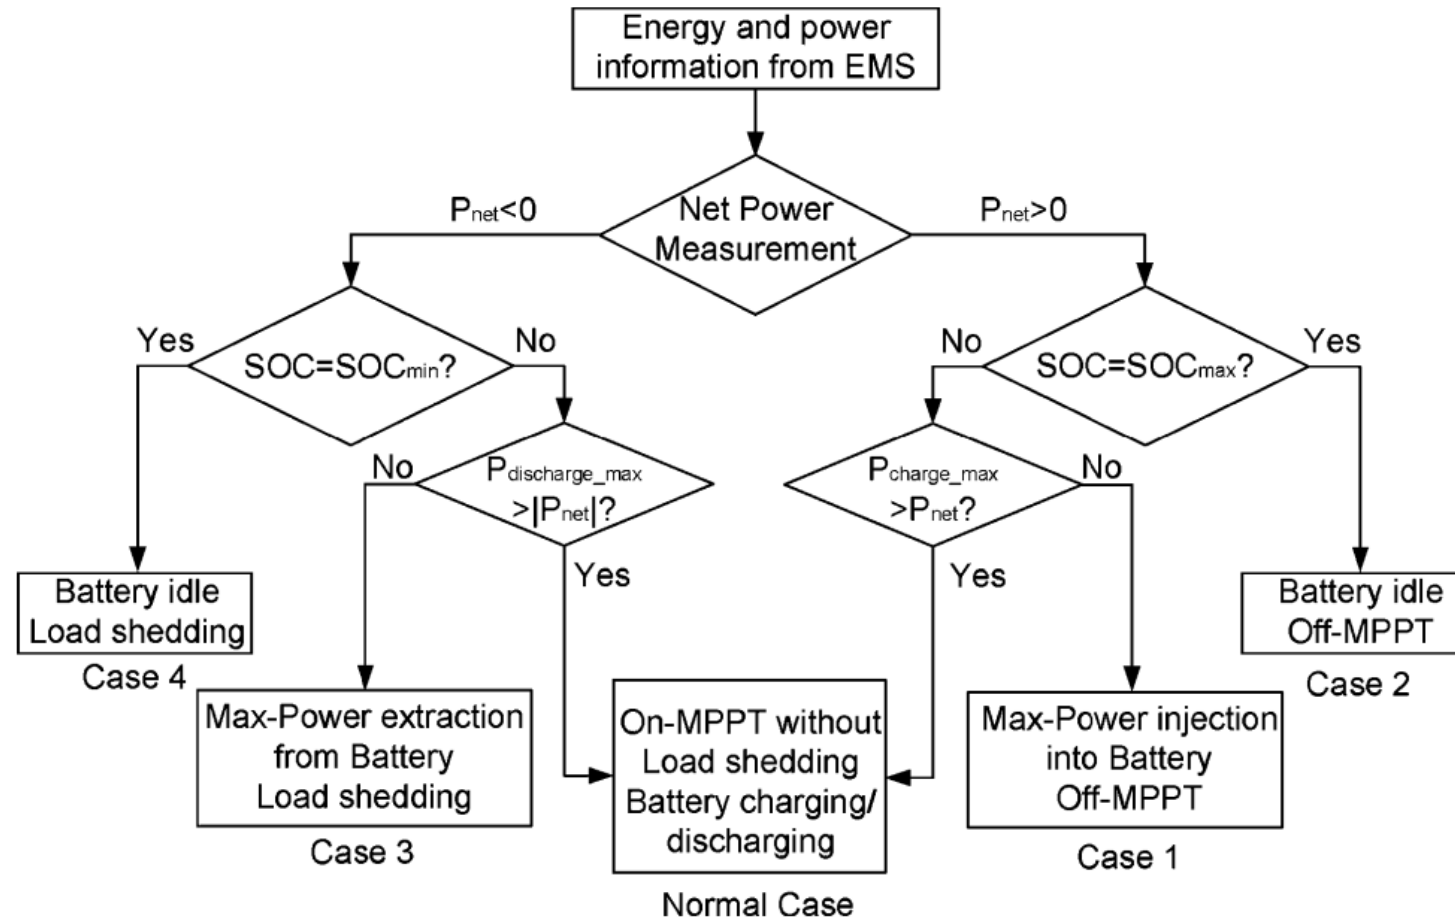 Energy and power
information from EMS
Net Power
Measurement
Pnet<0
Pnet>0
SOC=SOCmin?
Yes
No
SOC=SOCmax?
No
Yes
Pdischarge_max
>|Pnet|?
No
Yes
Pcharge_max
>Pnet?
No
Yes
Battery idle
Load shedding
Case 4
Max-Power extraction
from Battery
Load shedding
Case 3
On-MPPT without
Load shedding
Battery charging/
discharging
Normal Case
Max-Power injection
into Battery
Off-MPPT
Case 1
Battery idle
Off-MPPT
Case 2